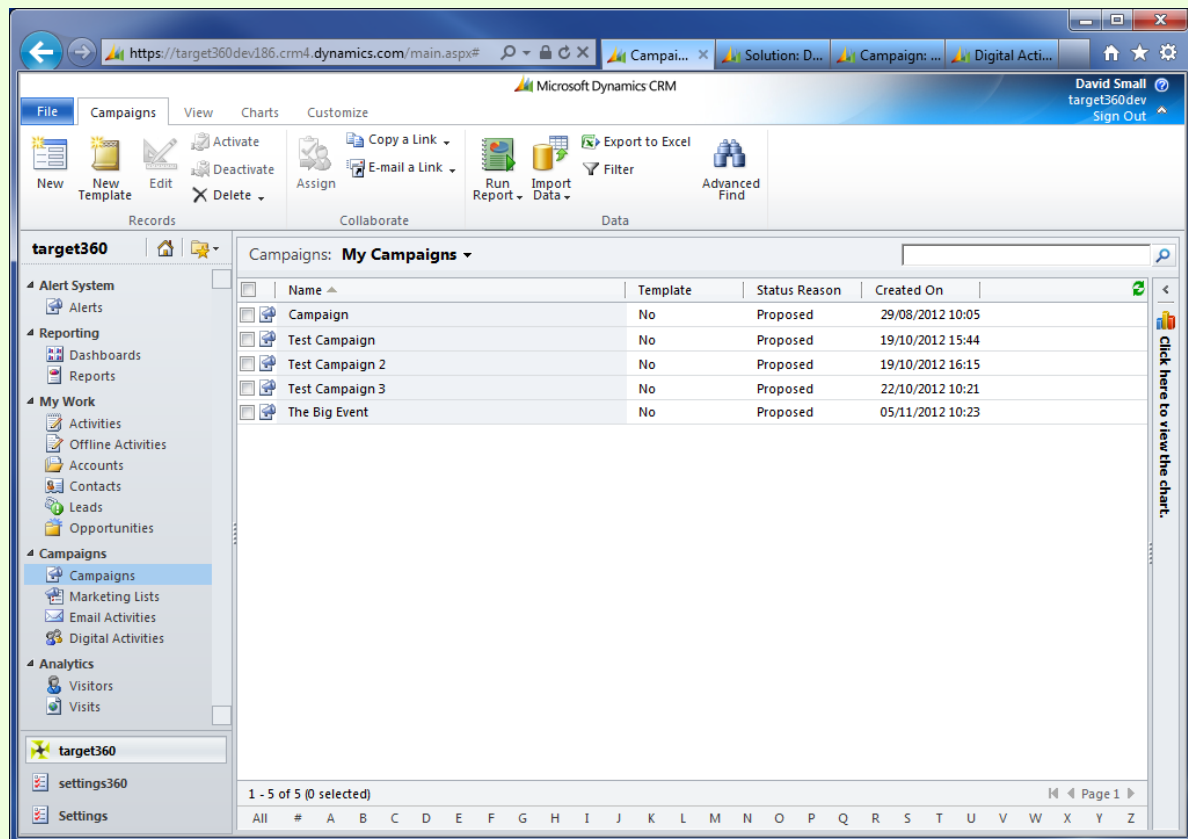 https://target360dev186.crm4.dynamics.com/main.aspx#
Campai...
Solution: D...
Campaign: ...
Digital Acti...
Microsoft Dynamics CRM
David Small
target360dev
Sign Out
File
Campaigns
View
Charts
Customize
New
New Template
Edit
Activate
Deactivate
Delete
Records
Assign
Copy a Link
E-mail a Link
Collaborate
Run Report
Import Data
Export to Excel
Filter
Advanced Find
Data
target360
Alert System
Alerts
Reporting
Dashboards
Reports
My Work
Activities
Offline Activities
Accounts
Contacts
Leads
Opportunities
Campaigns
Campaigns
Marketing Lists
Email Activities
Digital Activities
Analytics
Visitors
Visits
target360
settings360
Settings
Campaigns: My Campaigns
Name Template Status Reason Created On
Campaign No Proposed 29/08/2012 10:05
Test Campaign No Proposed 19/10/2012 15:44
Test Campaign 2 No Proposed 19/10/2012 16:15
Test Campaign 3 No Proposed 22/10/2012 10:21
The Big Event No Proposed 05/11/2012 10:23
Click here to view the chart.
1 - 5 of 5 (0 selected) Page 1
All # A B C D E F G H I J K L M N O P Q R S T U V W X Y Z